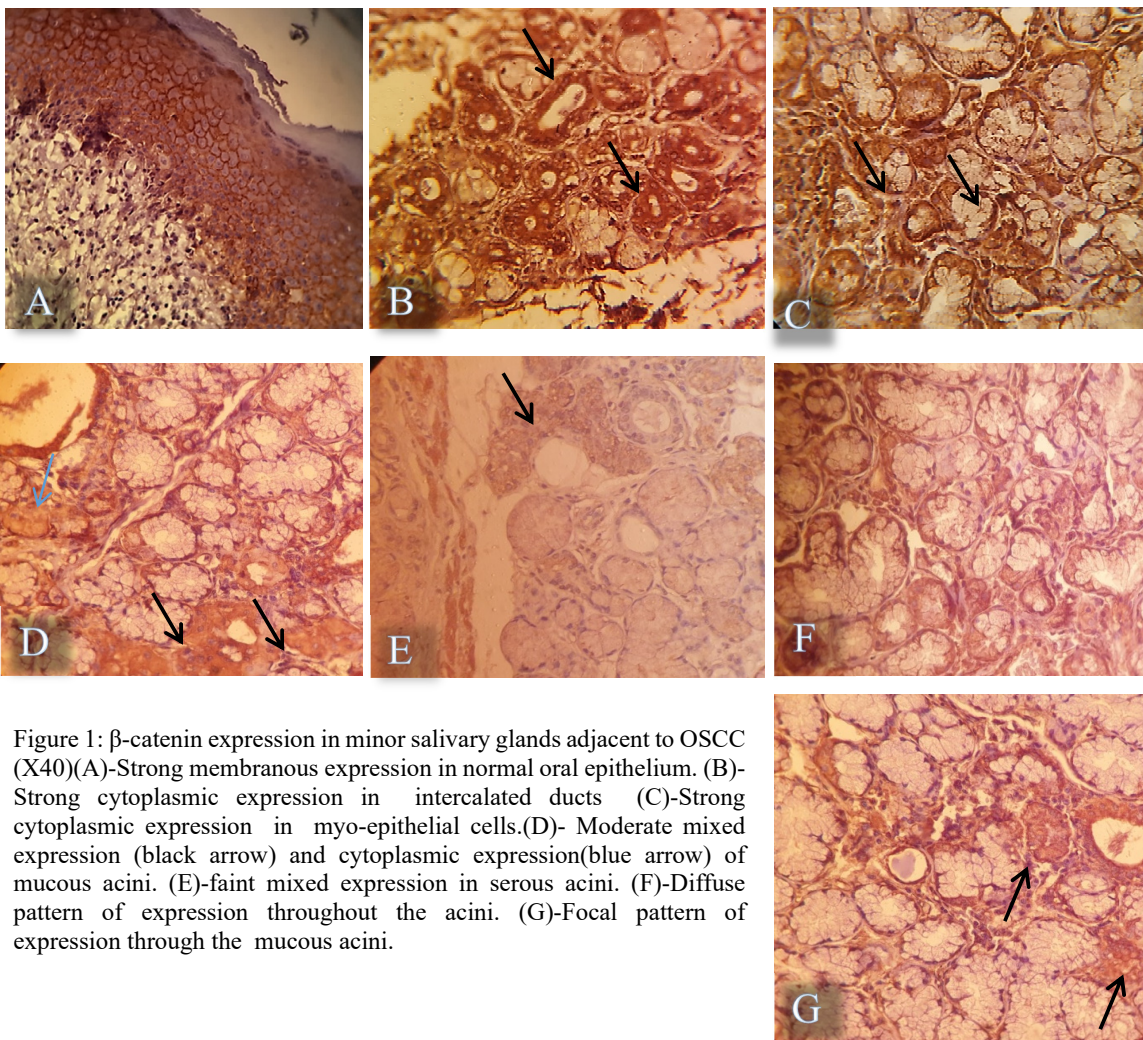 A
B
C
D
E
F
G
Figure 1: β-catenin expression in minor salivary glands adjacent to OSCC
(X40)(A)-Strong membranous expression in normal oral epithelium. (B)-
Strong cytoplasmic expression in intercalated ducts (C)-Strong
cytoplasmic expression in myo-epithelial cells.(D)- Moderate mixed
expression (black arrow) and cytoplasmic expression(blue arrow) of
mucous acini. (E)-faint mixed expression in serous acini. (F)-Diffuse
pattern of expression throughout the acini. (G)-Focal pattern of
expression through the mucous acini.